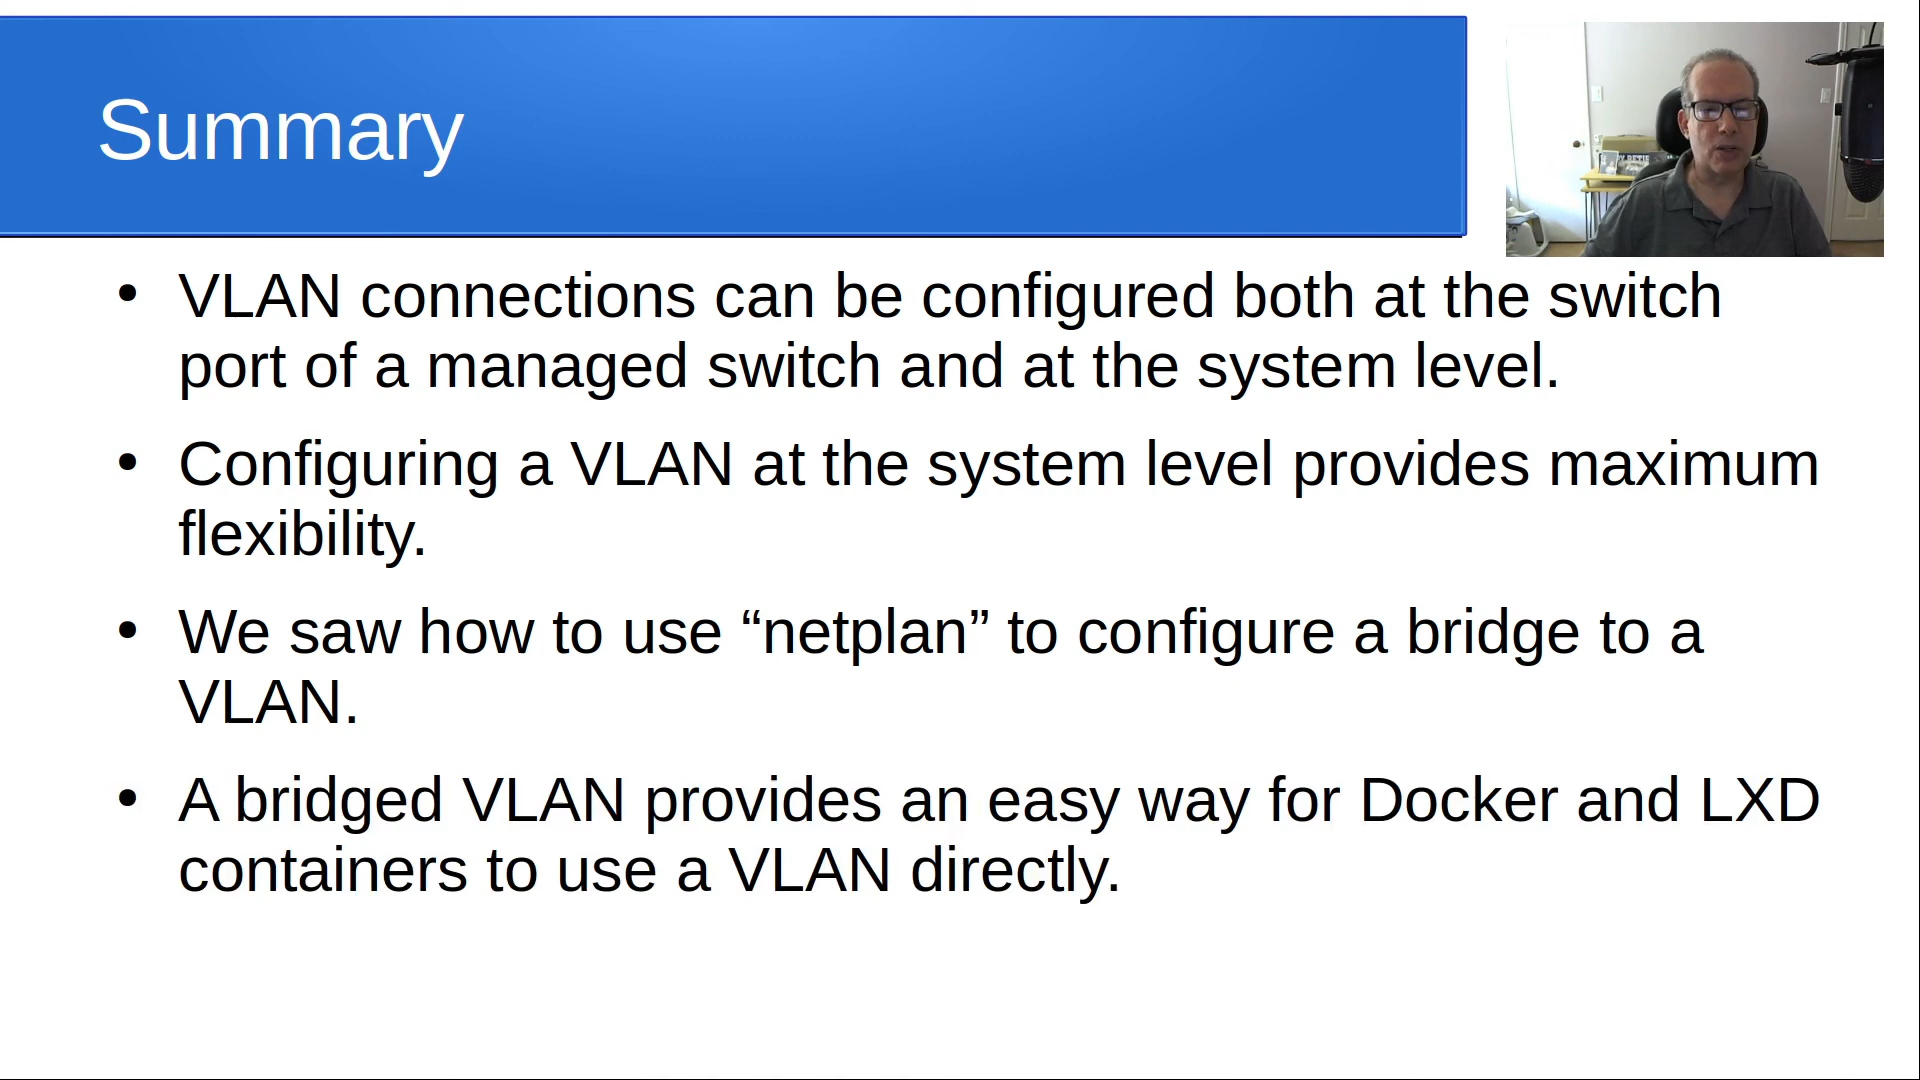 Summary
• VLAN connections can be configured both at the switch
port of a managed switch and at the system level.
• Configuring a VLAN at the system level provides maximum
flexibility.
• We saw how to use “netplan” to configure a bridge to a
VLAN.
• A bridged VLAN provides an easy way for Docker and LXD
containers to use a VLAN directly.